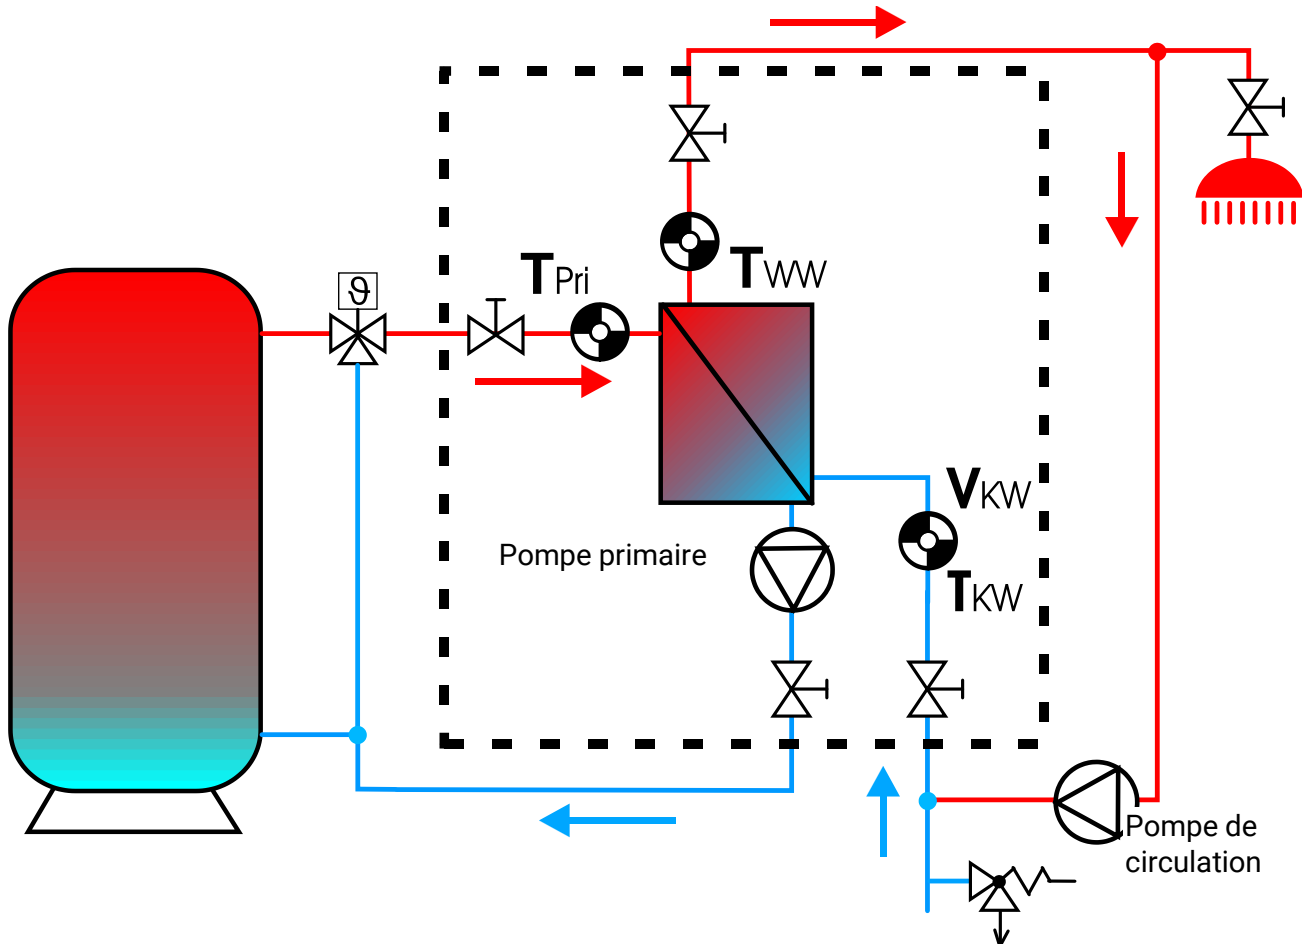 TWW
TPri
ϑ
VKW
Pompe primaire
TKW
Pompe de
circulation